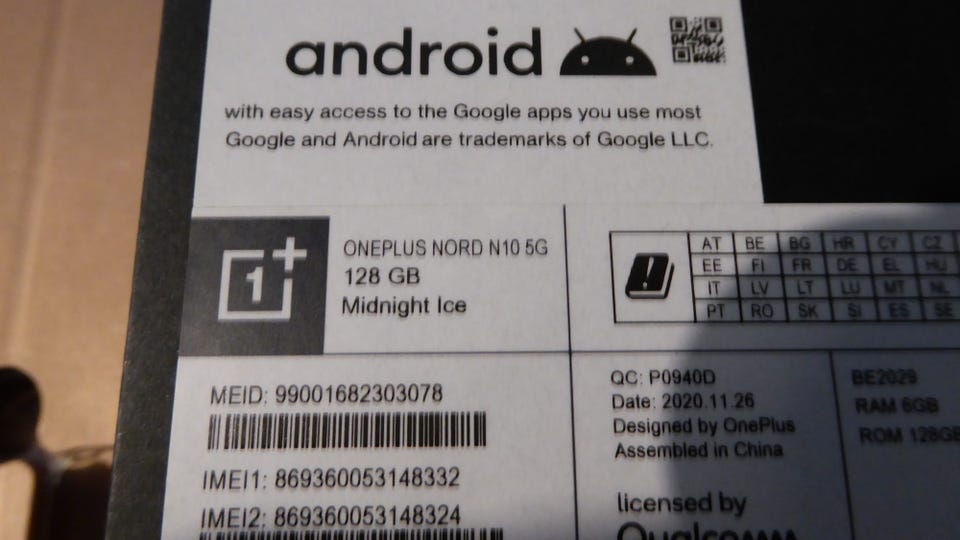 android
with easy access to the Google apps you use most
Google and Android are trademarks of Google LLC.
1+
ONEPLUS NORD N10 5G
128 GB
Midnight Ice
!
AT BE BG HR CY CZ
EE FI FR DE EL HU
IT LV LT LU MT NL
PT RO SK SI ES SE
MEID: 99001682303078
IMEI1: 869360053148332
IMEI2: 869360053148324
QC: P0940D
Date: 2020.11.26
Designed by OnePlus
Assembled in China
licensed by
Qualcomm
BE2029
RAM 6GB
ROM 128GB